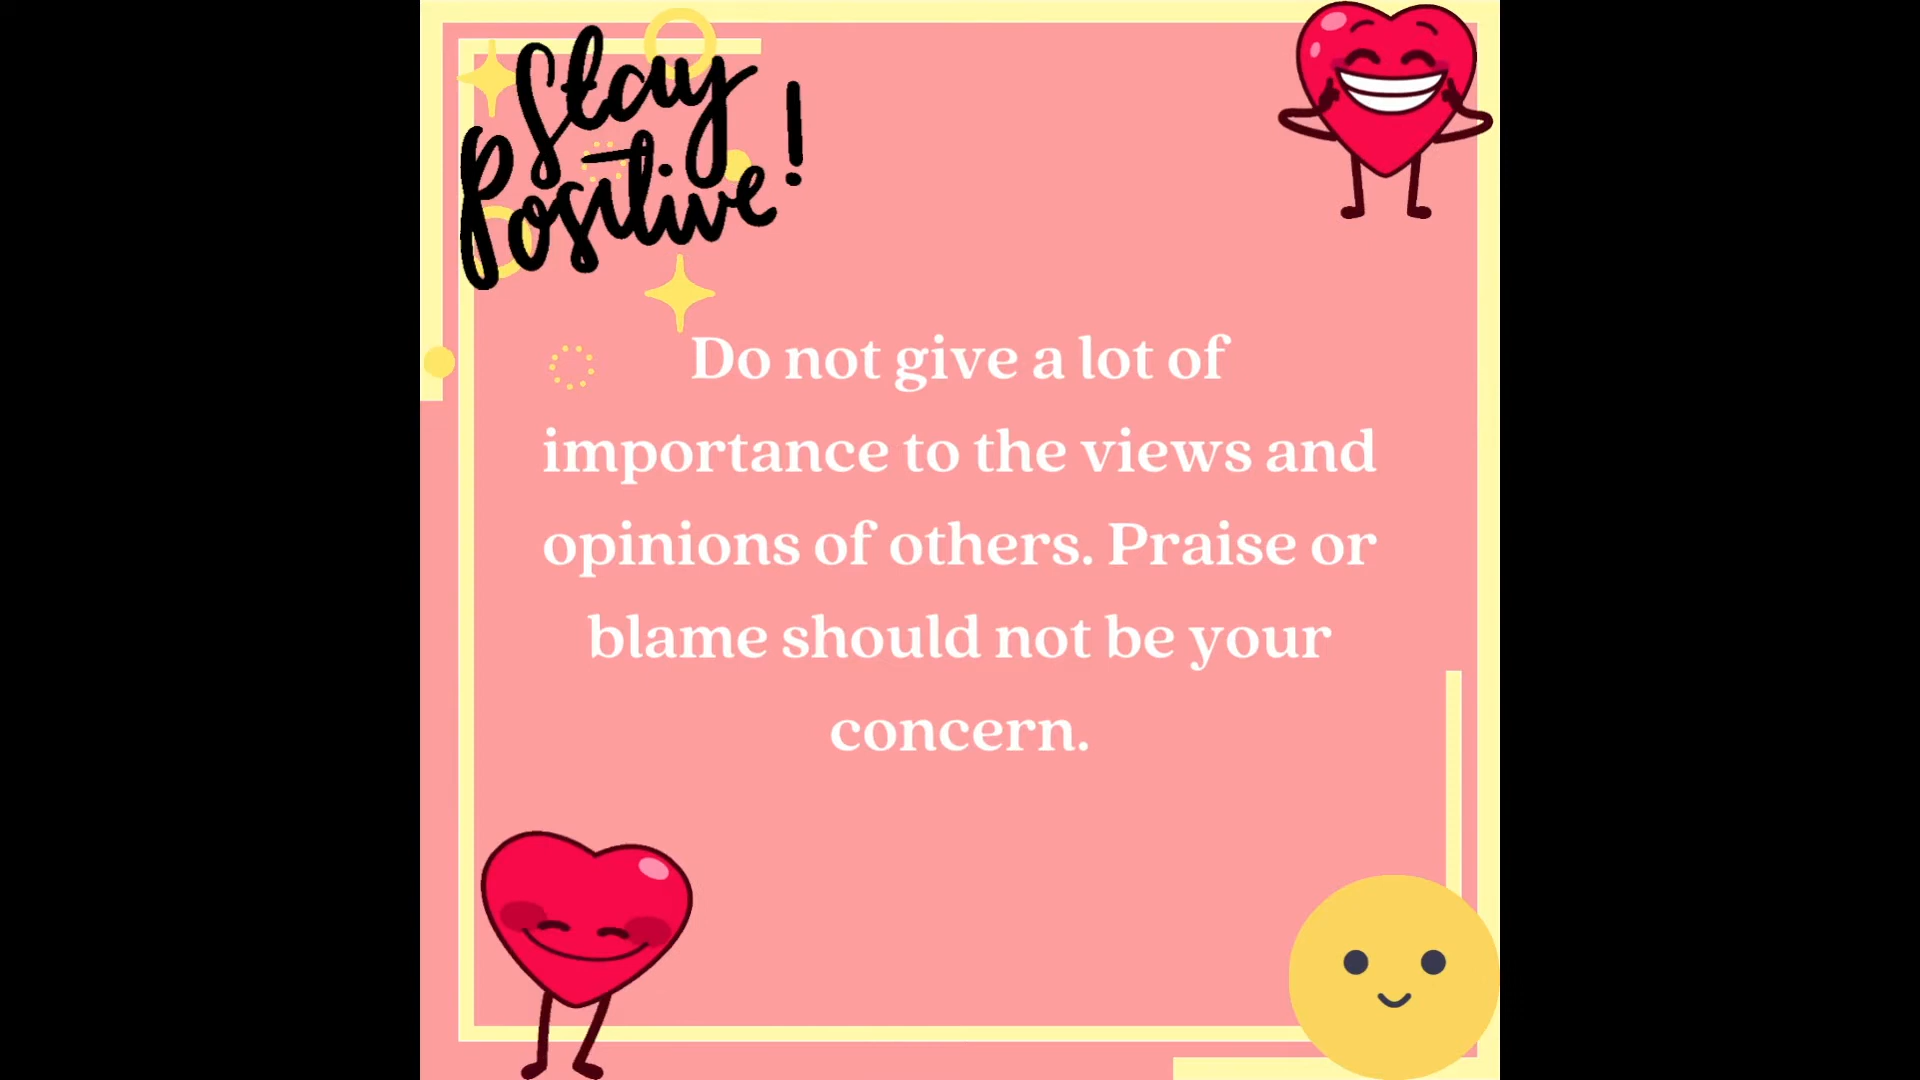 Stay
Positive!
Do not give a lot of
importance to the views and
opinions of others. Praise or
blame should not be your
concern.